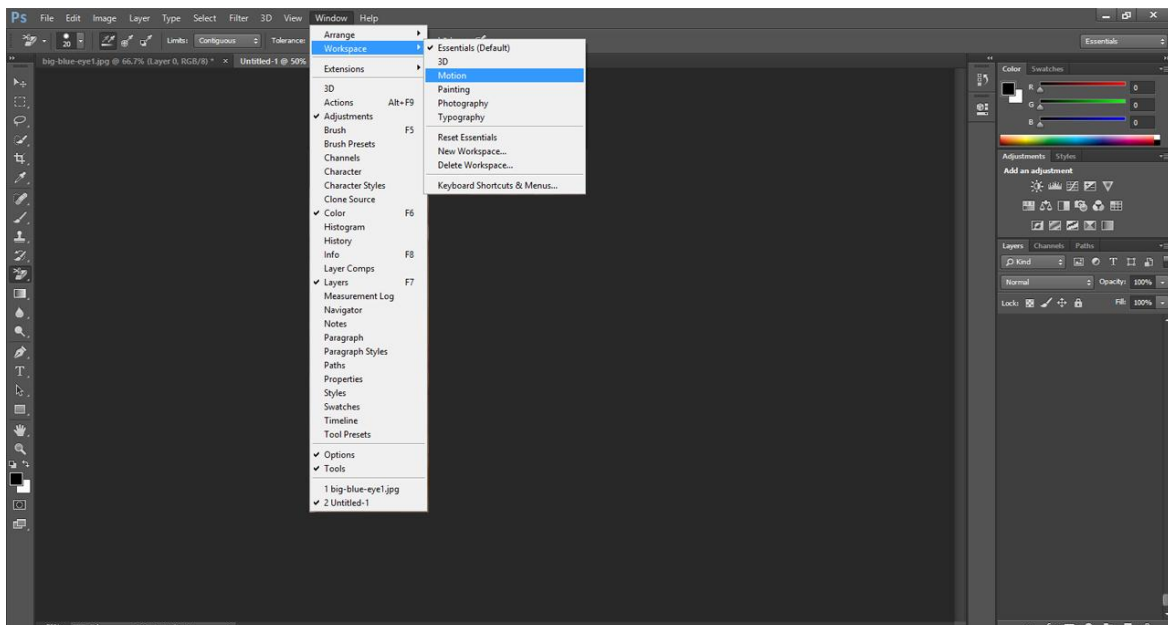 Ps File Edit Image Layer Type Select Filter 3D View Window Help
20 Limits: Contiguous Tolerance:
Essentials
big-blue-eye1.jpg @ 66.7% (Layer 0, RGB/8) * × Untitled-1 @ 50%
Arrange
Workspace
Extensions
3D
Actions Alt+F9
Adjustments
Brush F5
Brush Presets
Channels
Character
Character Styles
Clone Source
Color F6
Histogram
History
Info F8
Layer Comps
Layers F7
Measurement Log
Navigator
Notes
Paragraph
Paragraph Styles
Paths
Properties
Styles
Swatches
Timeline
Tool Presets
Options
Tools
1 big-blue-eye1.jpg
2 Untitled-1
Essentials (Default)
3D
Motion
Painting
Photography
Typography
Reset Essentials
New Workspace...
Delete Workspace...
Keyboard Shortcuts & Menus...
Color Swatches
R 0
G 0
B 0
Adjustments Styles
Add an adjustment
Layers Channels Paths
Kind
Normal Opacity: 100%
Lock: Fill: 100%